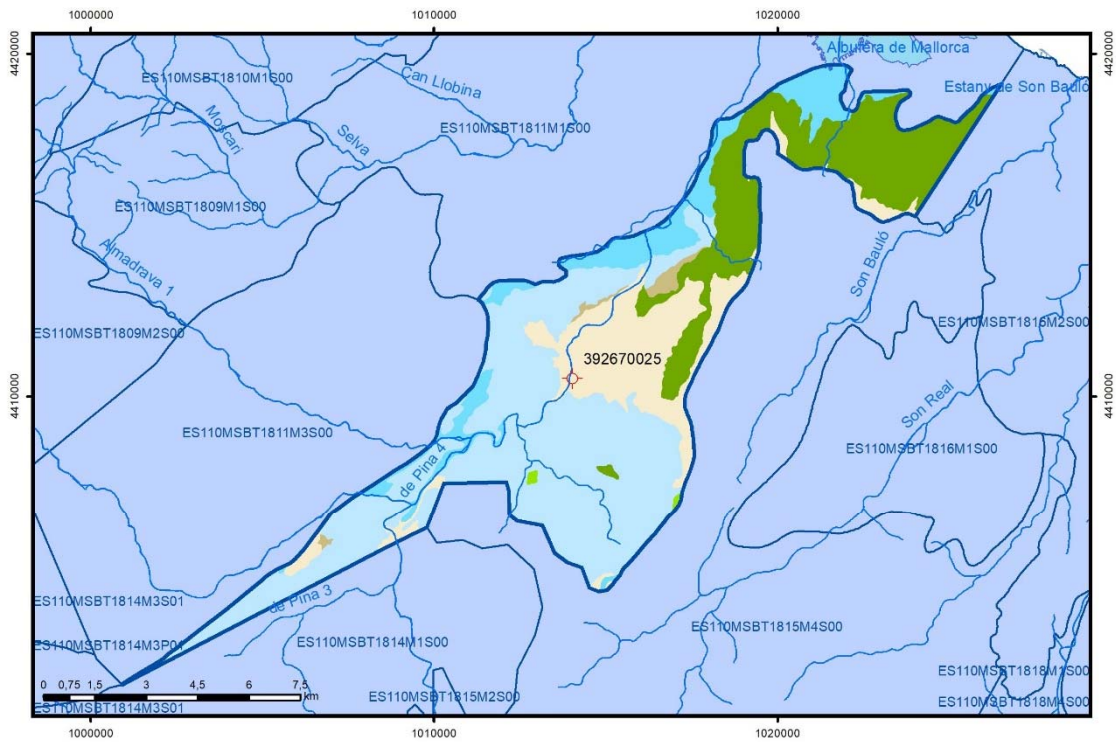 1000000
1010000
1020000
4420000
4420000
Albufera de Mallorca
ES110MSBT1810M1S00
Can Llobina
Estany de Son Bauló
Moscari
Selva
ES110MSBT1811M1S00
ES110MSBT1809M1S00
Almadrava 1
Son Bauló
ES110MSBT1809M2S00
ES110MSBT1816M2S00
392670025
4410000
4410000
Son Real
ES110MSBT1811M3S00
ES110MSBT1816M1S00
de Pina 4
ES110MSBT1814M3S01
de Pina 3
ES110MSBT1814M3P01
ES110MSBT1814M1S00
ES110MSBT1815M4S00
ES110MSBT1818M1S00
0 0,75 1,5 3 4,5 6 7,5
km
ES110MSBT1815M2S00
ES110MSBT1818M4S00
ES110MSBT1814M3S01
1000000
1010000
1020000